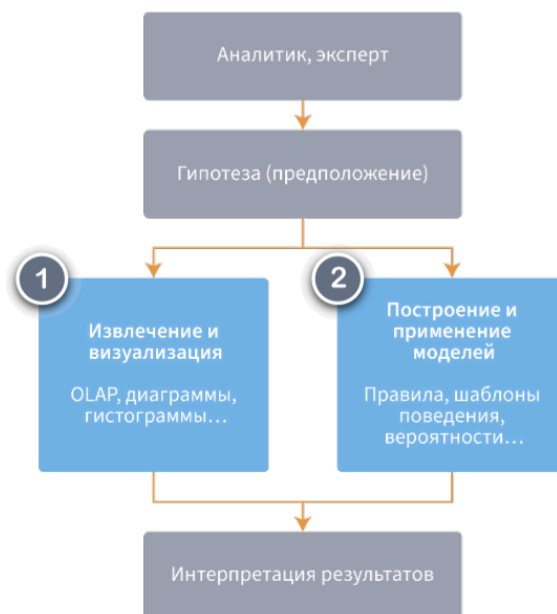 Аналитик, эксперт
Гипотеза (предположение)
1
Извлечение и
визуализация
OLAP, диаграммы,
гистограммы…
2
Построение и
применение
моделей
Правила, шаблоны
поведения,
вероятности…
Интерпретация результатов